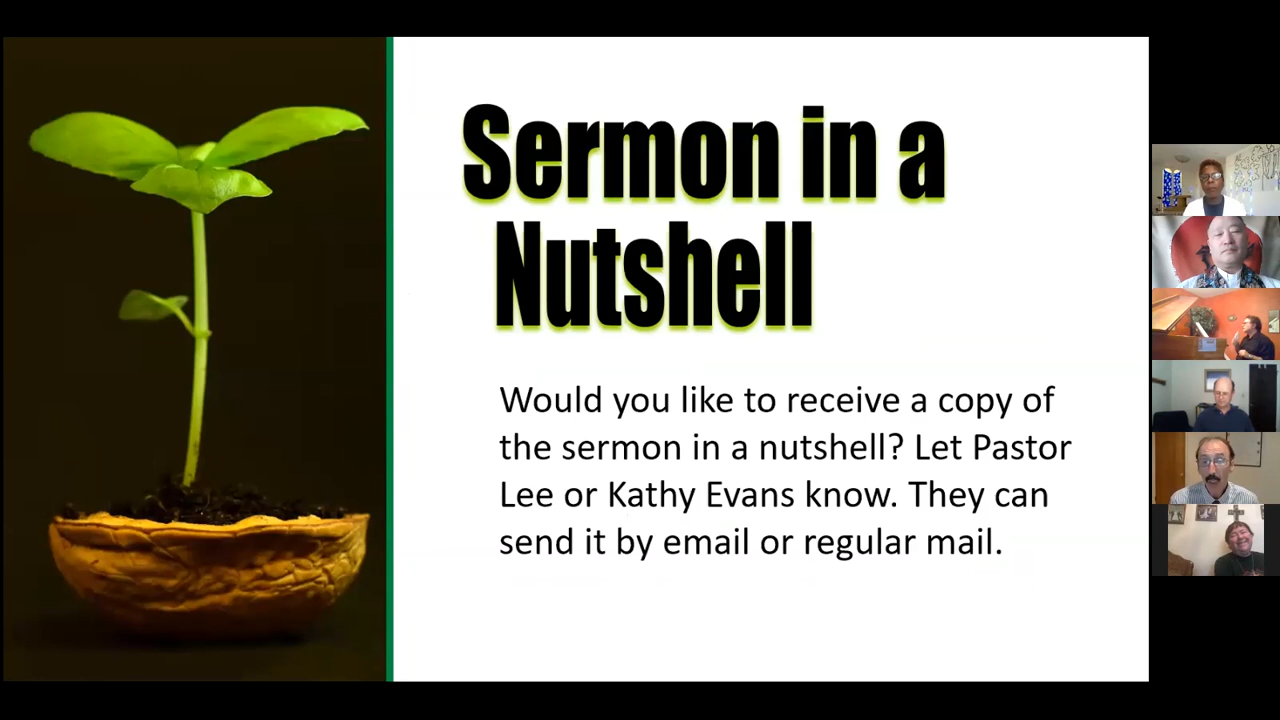 Sermon in a
Nutshell
Would you like to receive a copy of
the sermon in a nutshell? Let Pastor
Lee or Kathy Evans know. They can
send it by email or regular mail.